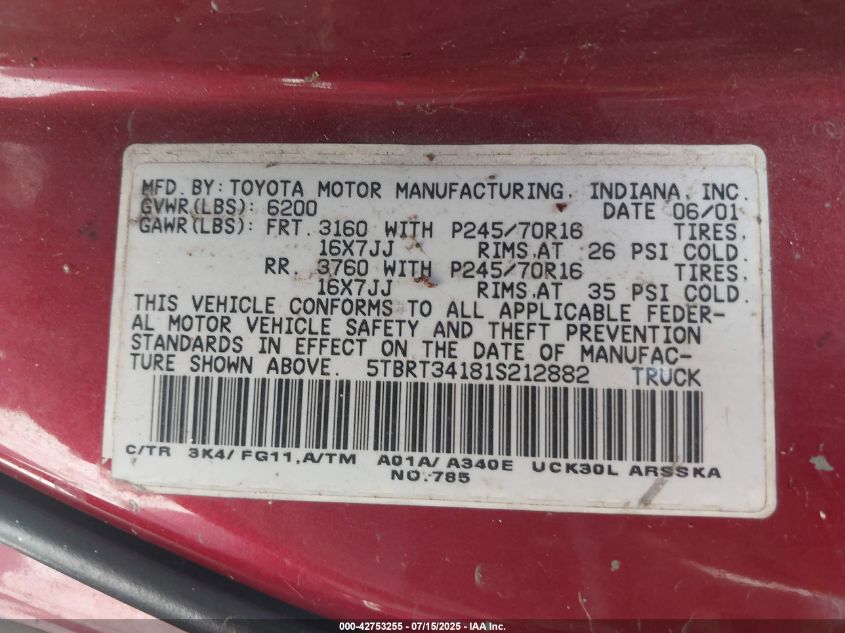 MFD. BY: TOYOTA MOTOR MANUFACTURING, INDIANA, INC.
GVWR(LBS): 6200 DATE 06/01
GAWR(LBS): FRT. 3160 WITH P245/70R16 TIRES,
16X7JJ RIMS,AT 26 PSI COLD.
RR. 3760 WITH P245/70R16 TIRES,
16X7JJ RIMS,AT 35 PSI COLD.
THIS VEHICLE CONFORMS TO ALL APPLICABLE FEDER-
AL MOTOR VEHICLE SAFETY AND THEFT PREVENTION
STANDARDS IN EFFECT ON THE DATE OF MANUFAC-
TURE SHOWN ABOVE. 5TBRT34181S212882 TRUCK
C/TR 3K4/ FG11,A/TM A01A/ A340E UCK30L ARSSKA
NO.785
000-42753255 - 07/15/2025 - IAA Inc.